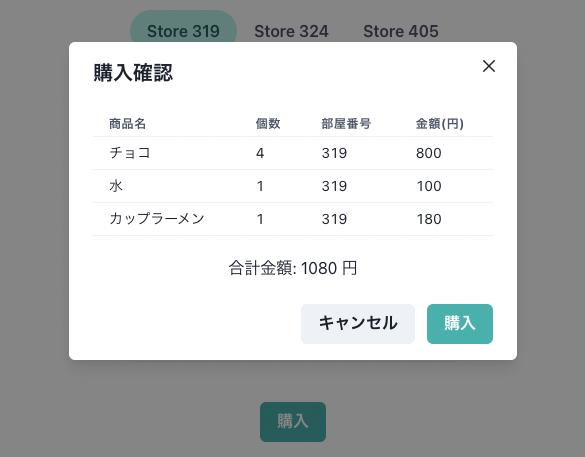 Store 319 Store 324 Store 405
購入確認
商品名 個数 部屋番号 金額(円)
チョコ 4 319 800
水 1 319 100
カップラーメン 1 319 180
合計金額: 1080 円
キャンセル 購入
購入